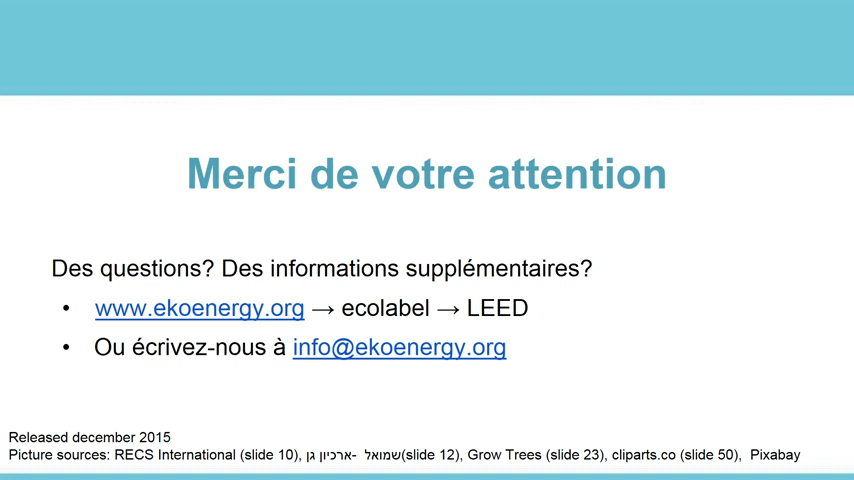 Merci de votre attention
Des questions? Des informations supplémentaires?
• www.ekoenergy.org → ecolabel → LEED
• Ou écrivez-nous à info@ekoenergy.org
Released december 2015
Picture sources: RECS International (slide 10), ארכיון גן- שמואל(slide 12), Grow Trees (slide 23), cliparts.co (slide 50), Pixabay